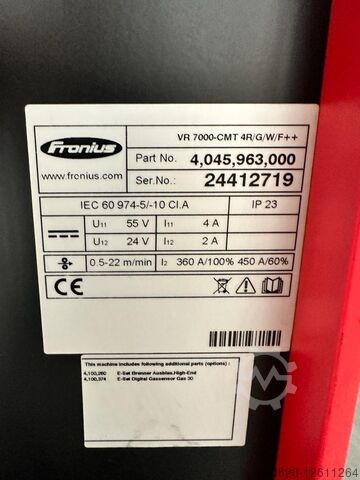 VR 7000-CMT 4R/G/W/F++
Fronius
Part No. 4,045,963,000
www.fronius.com
Ser.No.: 24412719
IEC 60 974-5/-10 Cl.A IP 23
U11 55 V I11 4 A
U12 24 V I12 2 A
0.5-22 m/min I2 360 A/100% 450 A/60%
CE
This machine includes following additional parts (options) :
4,100,260 E-Set Brenner Ausblas.High-End
4,100,374 E-Set Digital Gassensor Gas 30